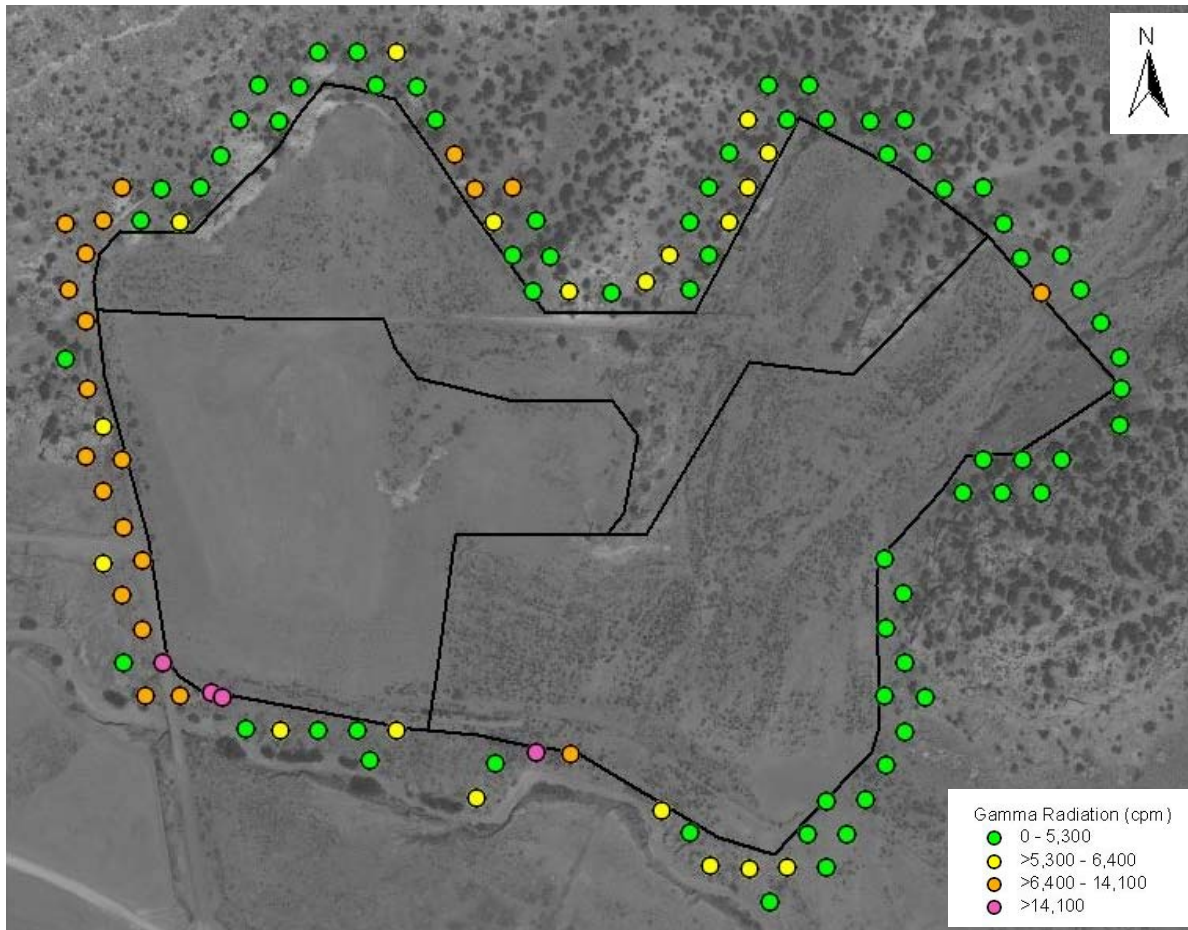 N
Gamma Radiation (cpm)
0 - 5,300
>5,300 - 6,400
>6,400 - 14,100
>14,100